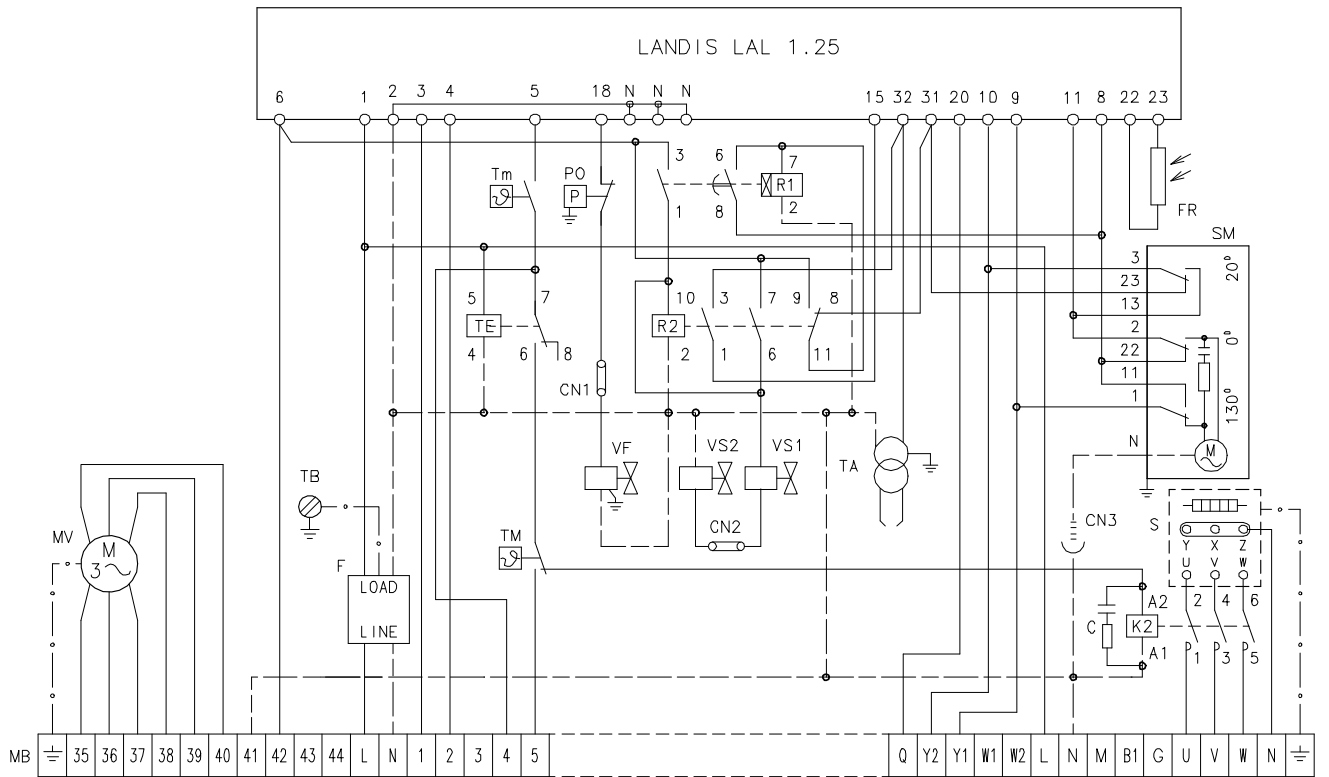 LANDIS LAL 1.25
6 1 2 3 4 5 18 N N N 15 32 31 20 10 9 11 8 22 23
3 6 7
Tm PO P R1
1 8 2
FR
SM
3 20°
23
13
5 7 10 3 7 9 8
TE R2
2 0°
4 6 8 2 1 6 11
22
11
CN1
1 130°
N M
VF VS2 VS1 TA
TB
CN2
CN3
S
Y X Z
U V W
MV
M
3
TM
F
LOAD
LINE
A2 2 4 6
C K2
A1 1 3 5
MB 35 36 37 38 39 40 41 42 43 44 L N 1 2 3 4 5 Q Y2 Y1 W1 W2 L N M B1 G U V W N